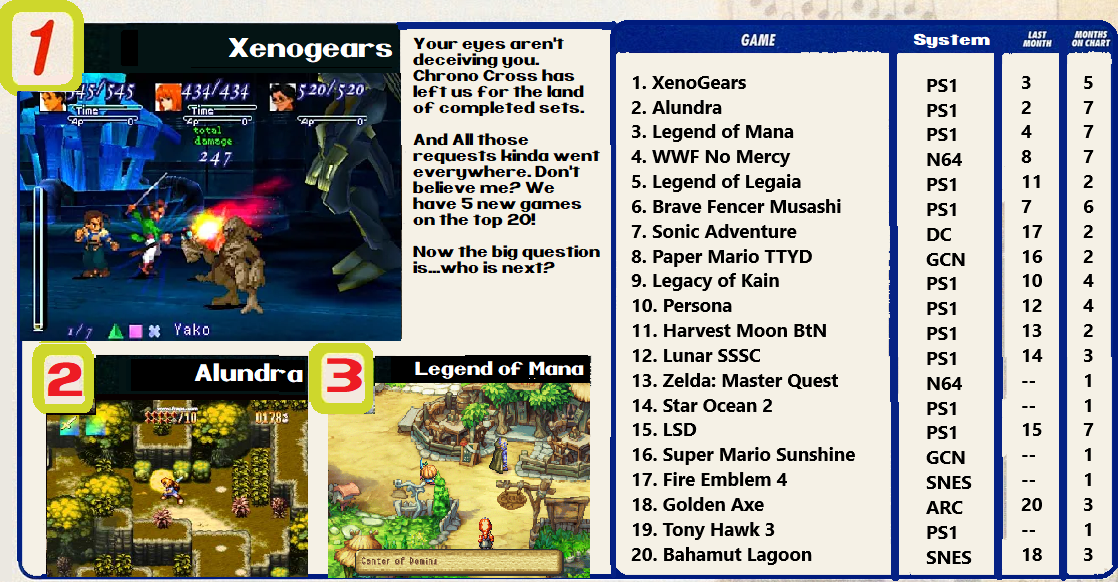 1
Xenogears
545/545
434/434
520/520
Time
Time
AP
AP
total
damage
247
1/7
Yako
Your eyes aren't
deceiving you.
Chrono Cross has
left us for the land
of completed sets.
And All those
requests kinda went
everywhere. Don't
believe me? We
have 5 new games
on the top 20!
Now the big question
is...who is next?
2
Alundra
/10
3
Legend of Mana
Center of Domina
GAME System LAST MONTH MONTHS ON CHART
1. XenoGears PS1 3 5
2. Alundra PS1 2 7
3. Legend of Mana PS1 4 7
4. WWF No Mercy N64 8 7
5. Legend of Legaia PS1 11 2
6. Brave Fencer Musashi PS1 7 6
7. Sonic Adventure DC 17 2
8. Paper Mario TTYD GCN 16 2
9. Legacy of Kain PS1 10 4
10. Persona PS1 12 4
11. Harvest Moon BtN PS1 13 2
12. Lunar SSSC PS1 14 3
13. Zelda: Master Quest N64 -- 1
14. Star Ocean 2 PS1 -- 1
15. LSD PS1 15 7
16. Super Mario Sunshine GCN -- 1
17. Fire Emblem 4 SNES -- 1
18. Golden Axe ARC 20 3
19. Tony Hawk 3 PS1 -- 1
20. Bahamut Lagoon SNES 18 3